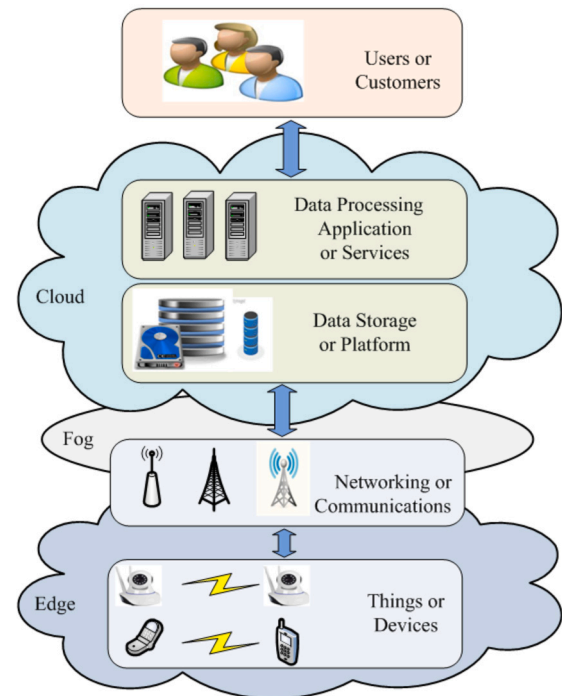 Users or
Customers
Data Processing
Application
or Services
Cloud
Data Storage
or Platform
Fog
Networking or
Communications
Edge
Things or
Devices